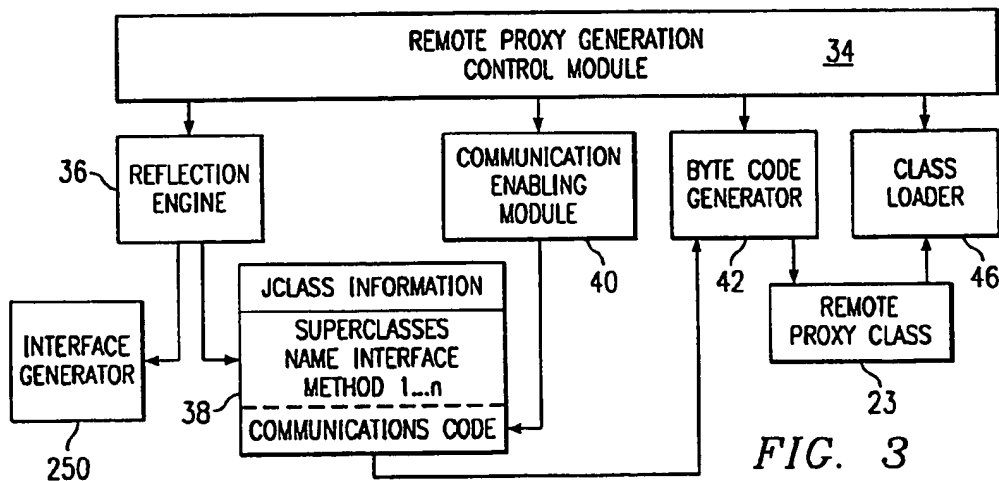 REMOTE PROXY GENERATION
CONTROL MODULE
34
36
REFLECTION
ENGINE
COMMUNICATION
ENABLING
MODULE
40
BYTE CODE
GENERATOR
42
CLASS
LOADER
46
INTERFACE
GENERATOR
250
JCLASS INFORMATION
SUPERCLASSES
NAME INTERFACE
METHOD 1...n
COMMUNICATIONS CODE
38
REMOTE
PROXY CLASS
23
FIG. 3